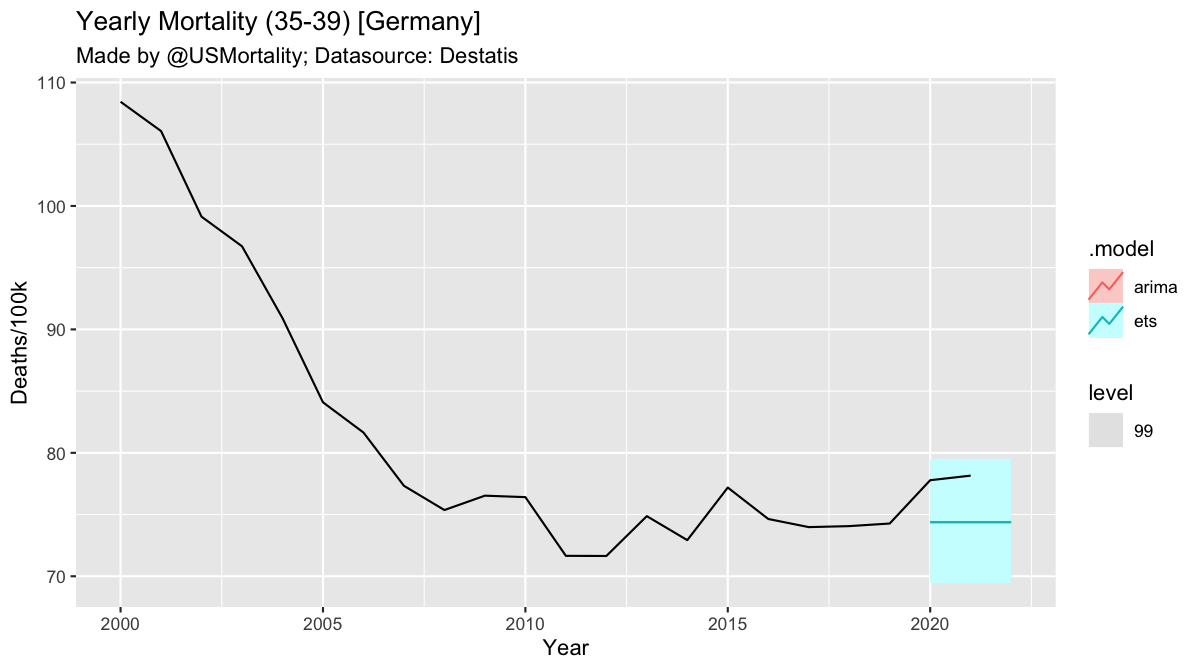 Yearly Mortality (35-39) [Germany]
Made by @USMortality; Datasource: Destatis
110
100
90
80
70
Deaths/100k
2000 2005 2010 2015 2020
Year
.model
arima
ets
level
99